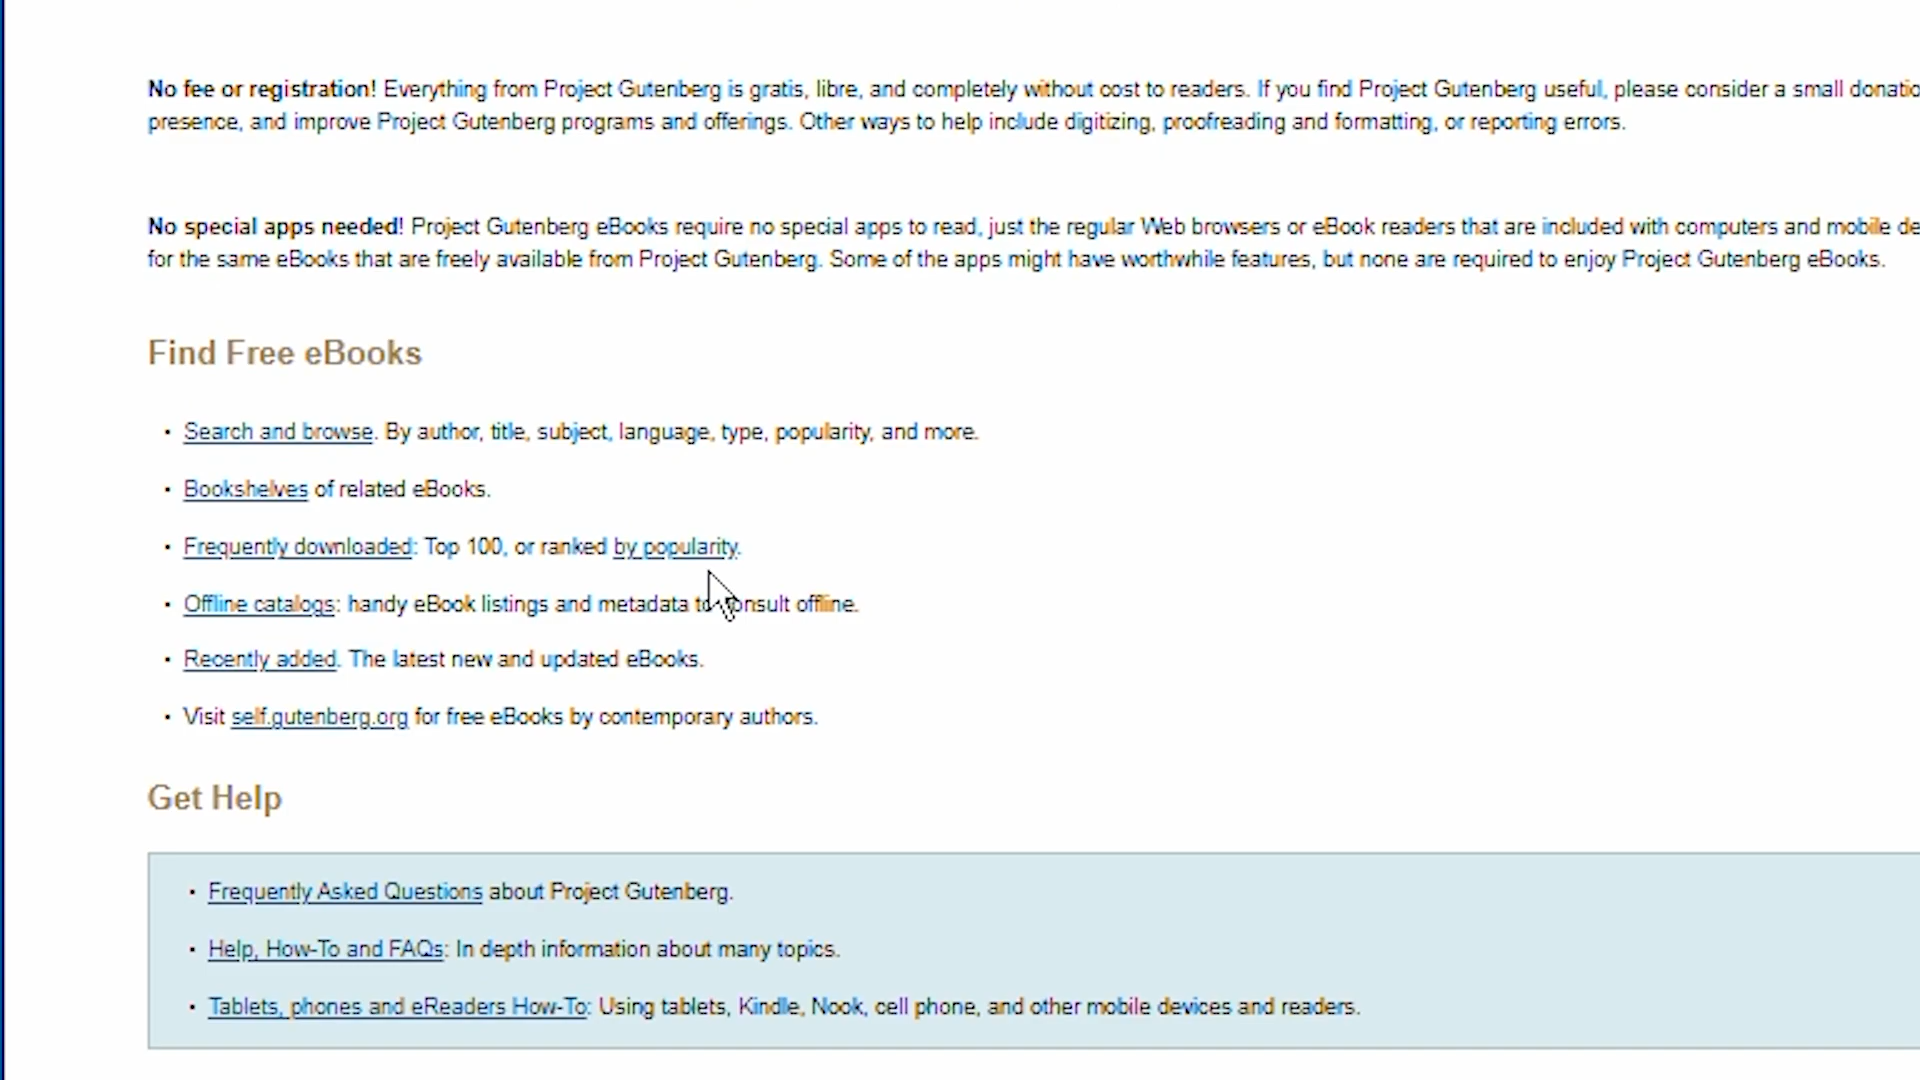 No fee or registration! Everything from Project Gutenberg is gratis, libre, and completely without cost to readers. If you find Project Gutenberg useful, please consider a small
presence, and improve Project Gutenberg programs and offerings. Other ways to help include digitizing, proofreading and formatting, or reporting errors.
No special apps needed! Project Gutenberg eBooks require no special apps to read, just the regular Web browsers or eBook readers that are included with computers and mobile
for the same eBooks that are freely available from Project Gutenberg. Some of the apps might have worthwhile features, but none are required to enjoy Project Gutenberg eBooks.
Find Free eBooks
• Search and browse. By author, title, subject, language, type, popularity, and more.
• Bookshelves of related eBooks.
• Frequently downloaded: Top 100, or ranked by popularity.
• Offline catalogs: handy eBook listings and metadata to consult offline.
• Recently added. The latest new and updated eBooks.
• Visit self.gutenberg.org for free eBooks by contemporary authors.
Get Help
• Frequently Asked Questions about Project Gutenberg.
• Help, How-To and FAQs: In depth information about many topics.
• Tablets, phones and eReaders How-To: Using tablets, Kindle, Nook, cell phone, and other mobile devices and readers.